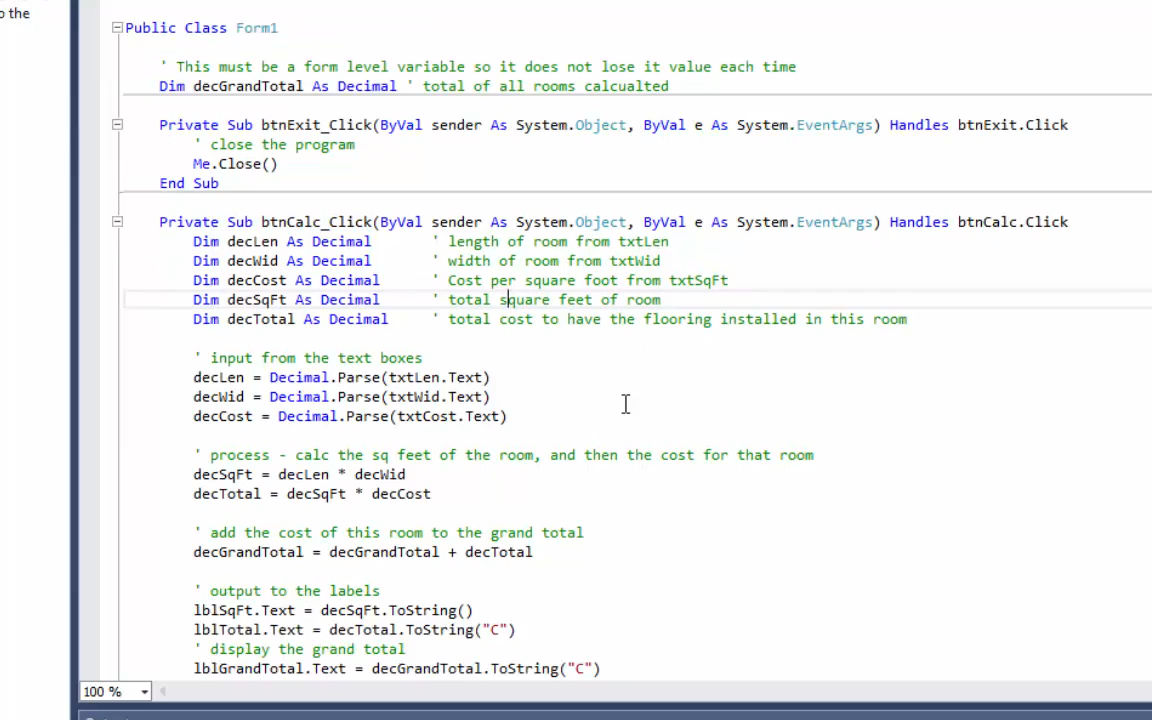 o the
Public Class Form1
' This must be a form level variable so it does not lose it value each time
Dim decGrandTotal As Decimal ' total of all rooms calcualted
Private Sub btnExit_Click(ByVal sender As System.Object, ByVal e As System.EventArgs) Handles btnExit.Click
' close the program
Me.Close()
End Sub
Private Sub btnCalc_Click(ByVal sender As System.Object, ByVal e As System.EventArgs) Handles btnCalc.Click
Dim decLen As Decimal ' length of room from txtLen
Dim decWid As Decimal ' width of room from txtWid
Dim decCost As Decimal ' Cost per square foot from txtSqFt
Dim decSqFt As Decimal ' total square feet of room
Dim decTotal As Decimal ' total cost to have the flooring installed in this room
' input from the text boxes
decLen = Decimal.Parse(txtLen.Text)
decWid = Decimal.Parse(txtWid.Text)
decCost = Decimal.Parse(txtCost.Text)
' process - calc the sq feet of the room, and then the cost for that room
decSqFt = decLen * decWid
decTotal = decSqFt * decCost
' add the cost of this room to the grand total
decGrandTotal = decGrandTotal + decTotal
' output to the labels
lblSqFt.Text = decSqFt.ToString()
lblTotal.Text = decTotal.ToString("C")
' display the grand total
lblGrandTotal.Text = decGrandTotal.ToString("C")
100 %